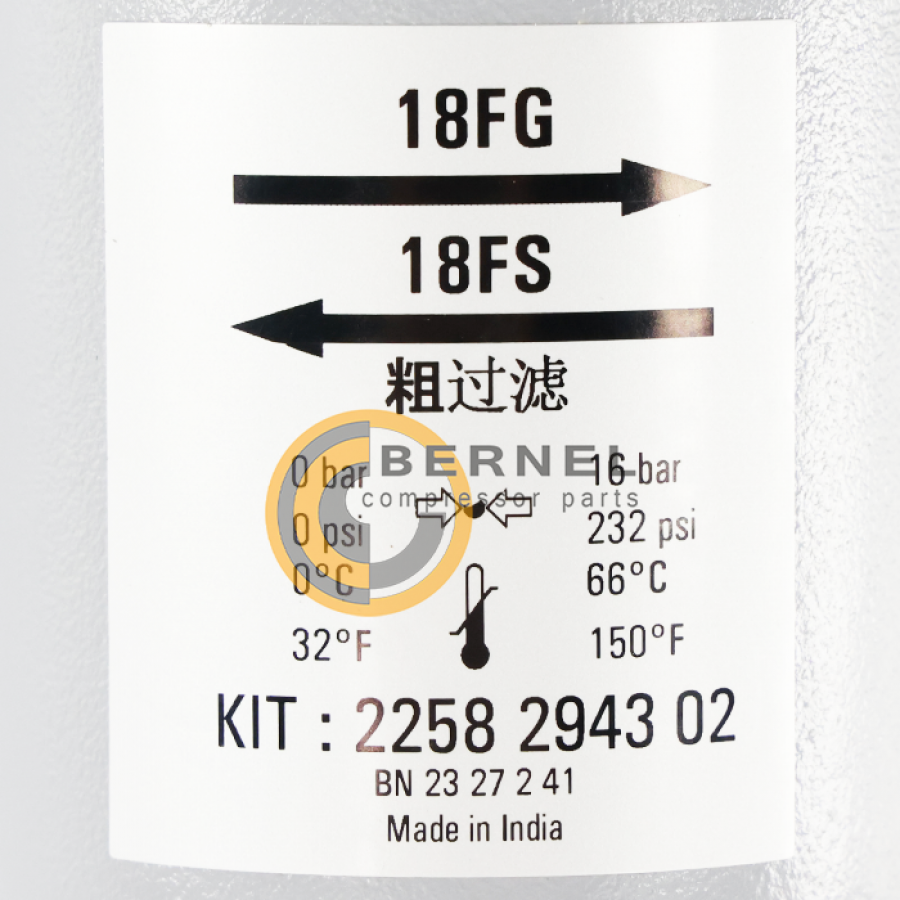 18FG
18FS
粗过滤
BERNEL
compressor parts
0 bar 16 bar
0 psi 232 psi
0°C 66°C
32°F 150°F
KIT : 2258 2943 02
BN 23 27 2 41
Made in India